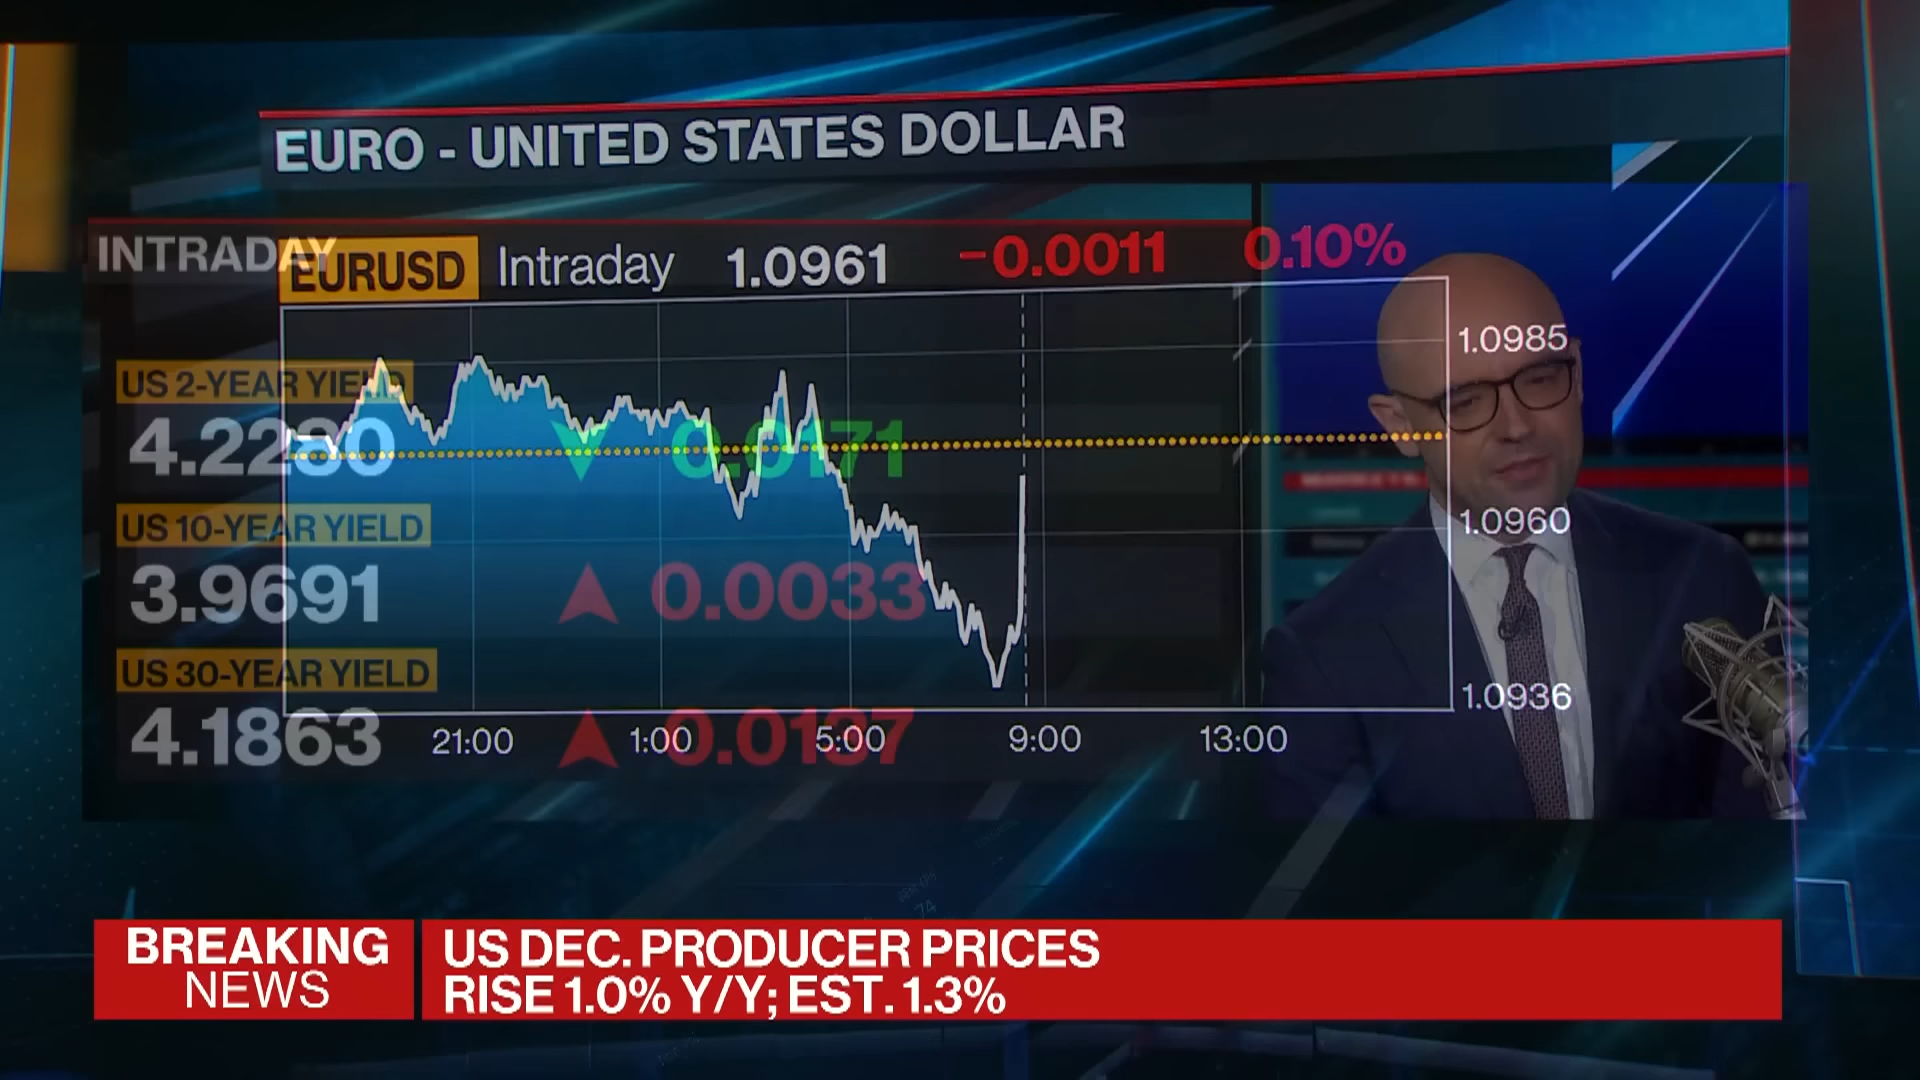 EURO - UNITED STATES DOLLAR
INTRADAY
EURUSD Intraday 1.0961 -0.0011 0.10%
1.0985
US 2-YEAR YIELD
0.0171
US 10-YEAR YIELD
1.0960
3.9691 0.0033
US 30-YEAR YIELD
1.0936
4.1863
21:00 1:00 5:00 9:00 13:00
BREAKING
NEWS
US DEC. PRODUCER PRICES
RISE 1.0% Y/Y; EST. 1.3%